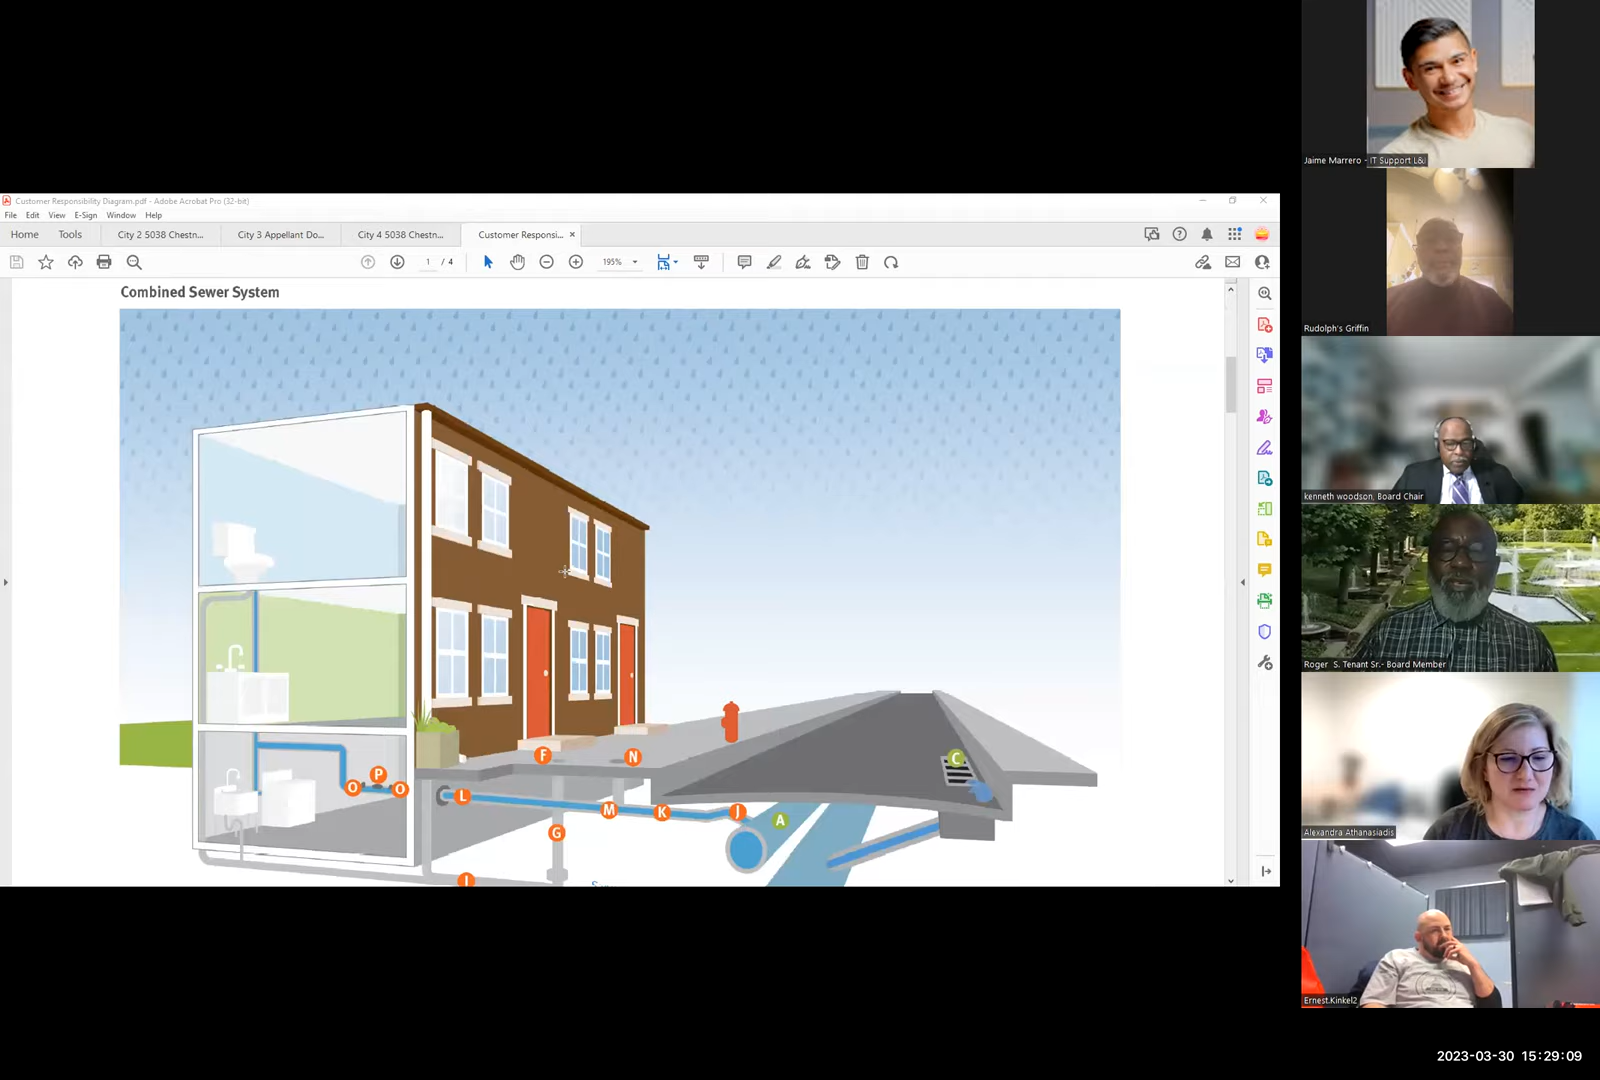 Customer Responsibility Diagram.pdf - Adobe Acrobat Pro (32-bit)
File Edit View E-Sign Window Help
Home Tools City 2 5038 Chestn... City 3 Appellant Do... City 4 5038 Chestn... Customer Responsi... ×
1 / 4 195%
Combined Sewer System
F
N
C
P
O
O
L
M
K
J
A
G
I
Jaime Marrero - IT Support L&I
Rudolph's Griffin
kenneth woodson, Board Chair
Roger S. Tenant Sr.- Board Member
Alexandra Athanasiadis
Ernest.Kinkel2
2023-03-30 15:29:09